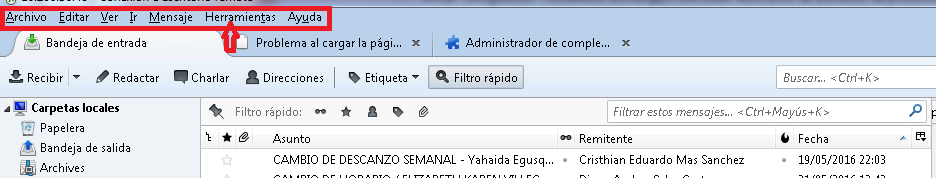 Archivo Editar Ver Ir Mensaje Herramientas Ayuda
Bandeja de entrada Problema al cargar la pági... Administrador de comple...
Recibir Redactar Charlar Direcciones Etiqueta Filtro rápido Buscar... <Ctrl+K>
Carpetas locales Filtro rápido: Filtrar estos mensajes... <Ctrl+Mayús+K>
Papelera
Asunto Remitente Fecha
Bandeja de salida
Archives CAMBIO DE DESCANZO SEMANAL - Yahaida Egusq... Cristhian Eduardo Mas Sanchez 19/05/2016 22:03